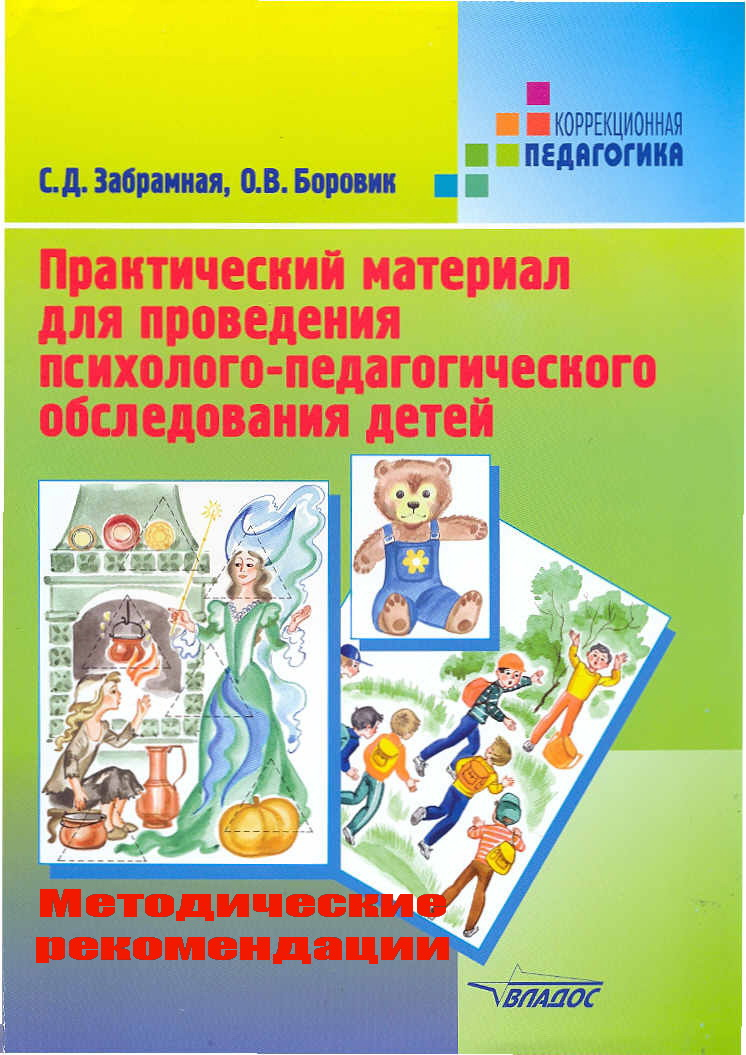 КОРРЕКЦИОННАЯ
ПЕДАГОГИКА
С.Д. Забрамная, О.В. Боровик
Практический материал
для проведения
психолого-педагогического
обследования детей
Методические
рекомендации
ВЛАДОС